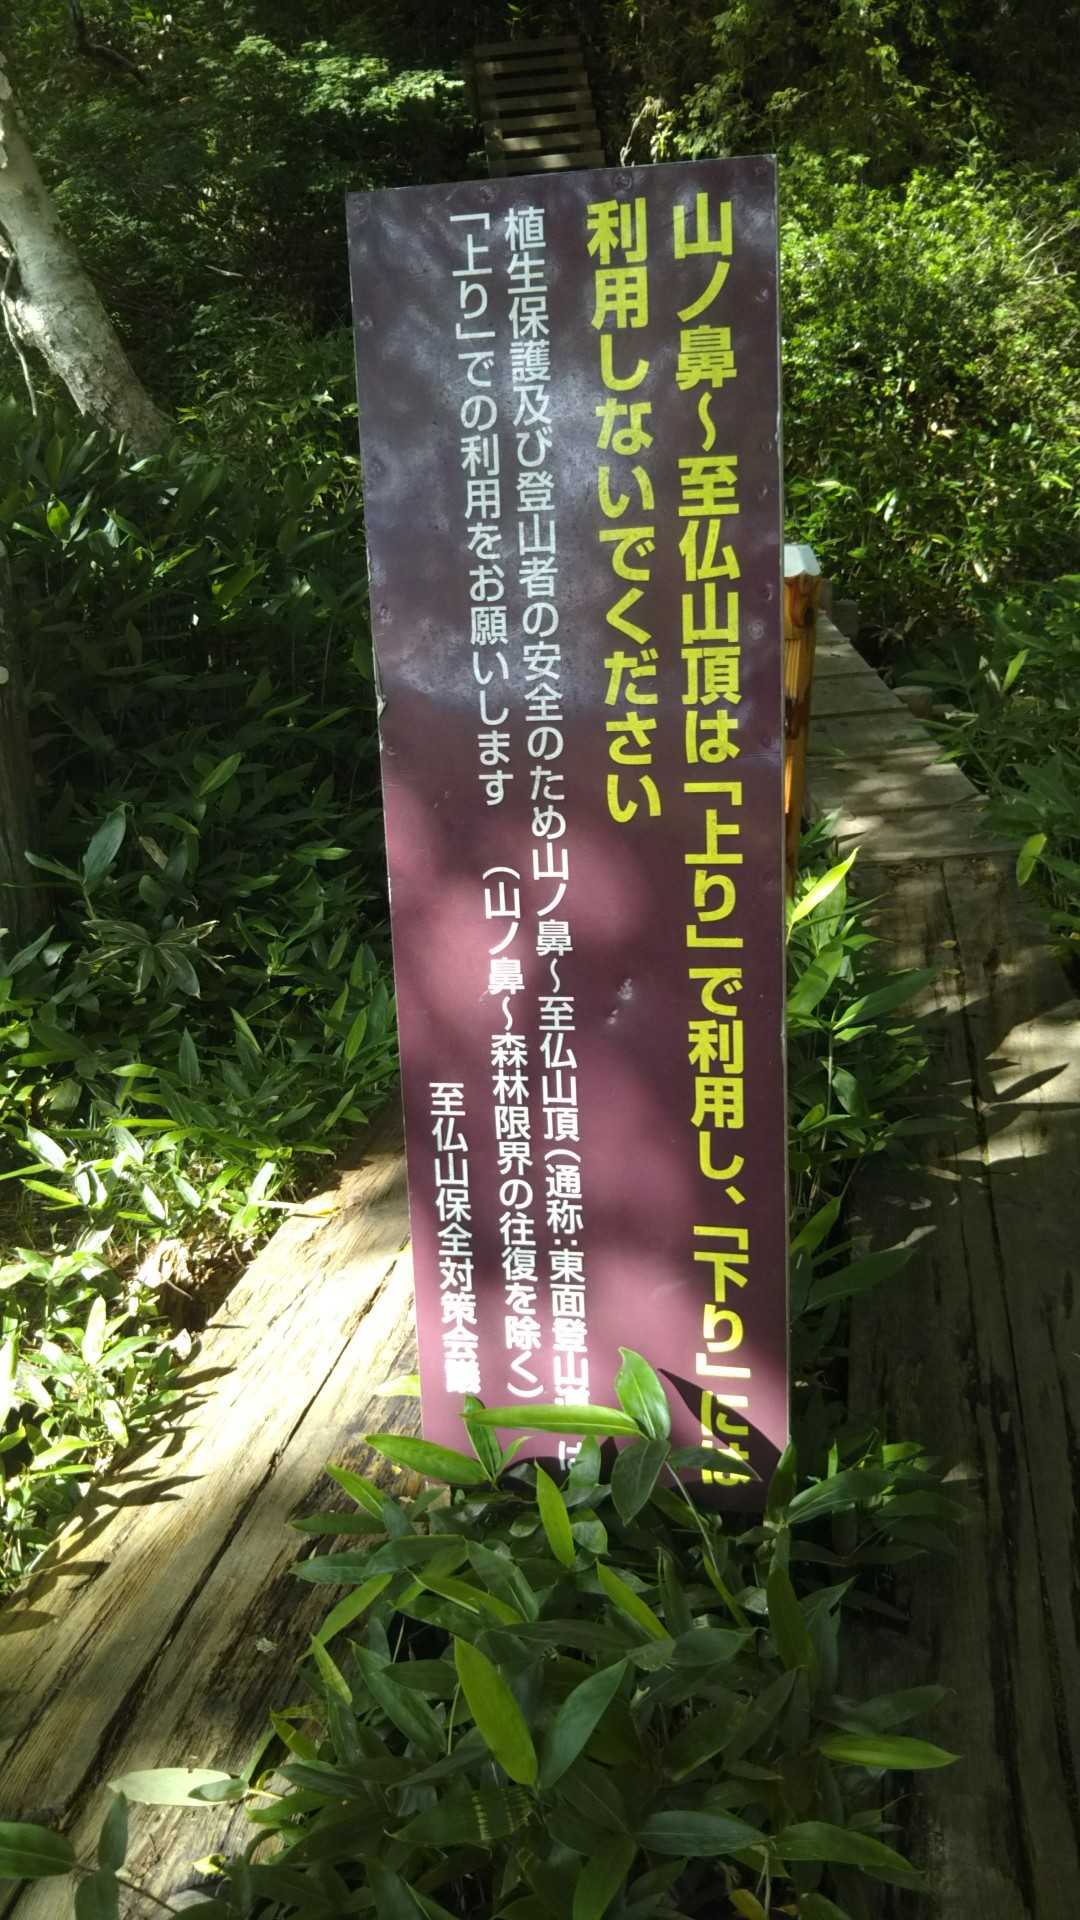 山ノ鼻～至仏山頂は「上り」で利用し、「下り」には
利用しないでください
植生保護及び登山者の安全のため山ノ鼻～至仏山頂（通称：東面登山道）は
「上り」での利用をお願いします　（山ノ鼻～森林限界の往復を除く）
至仏山保全対策会議